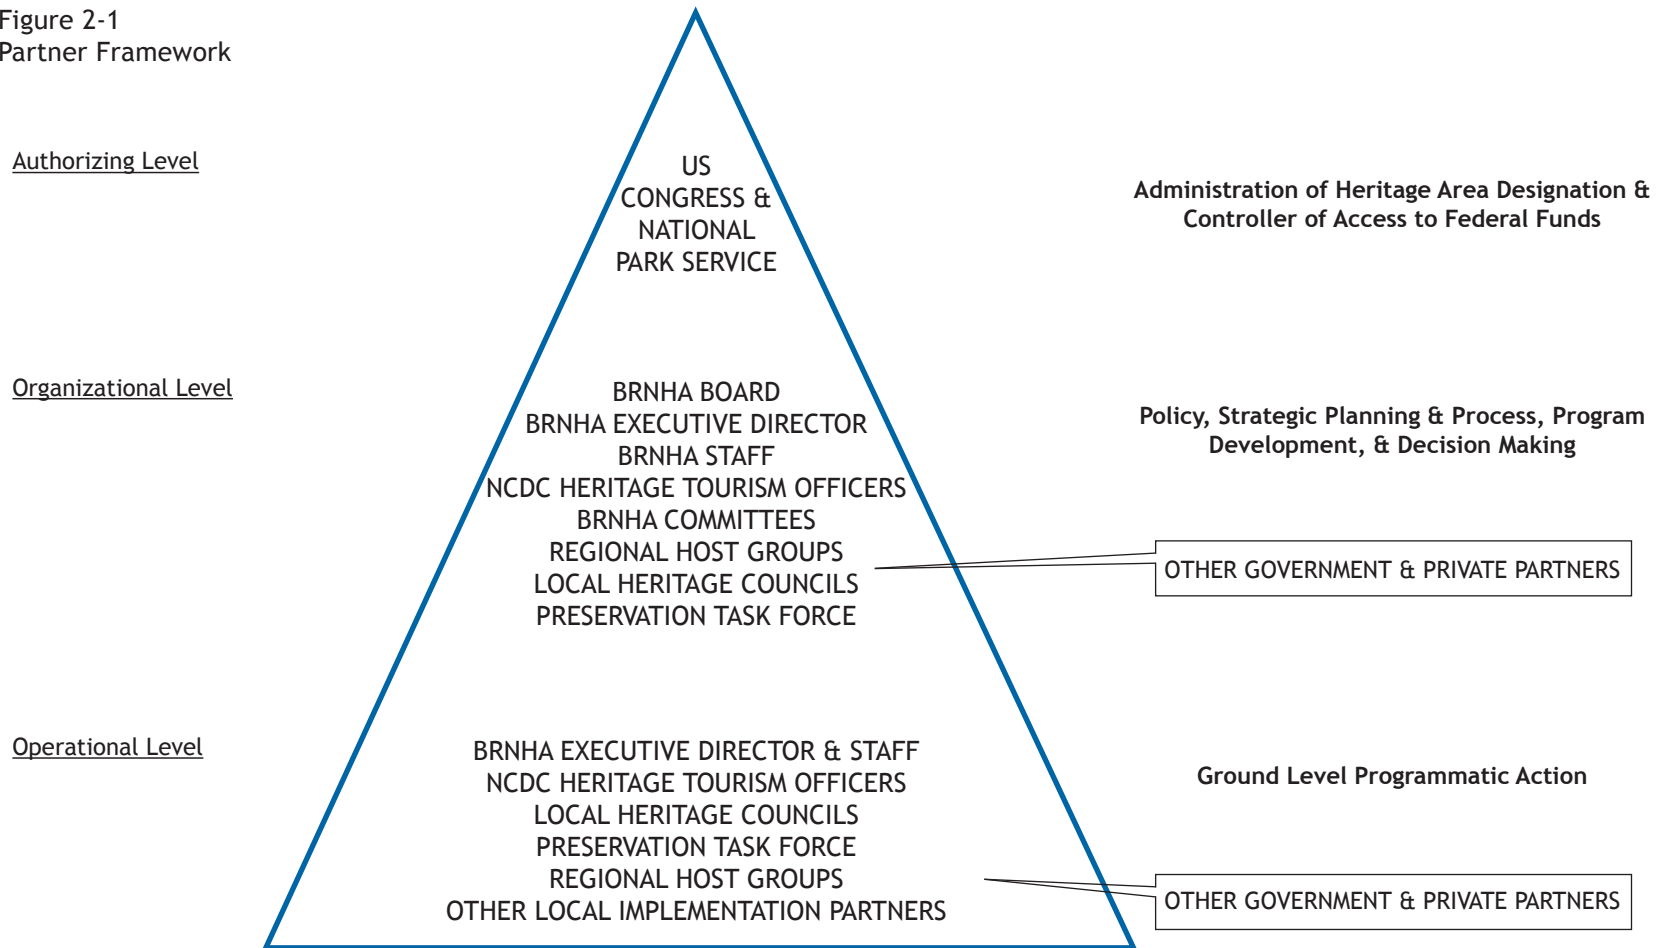 Figure 2-1
Partner Framework
Authorizing Level
US
CONGRESS &
NATIONAL
PARK SERVICE
Administration of Heritage Area Designation &
Controller of Access to Federal Funds
Organizational Level
BRNHA BOARD
BRNHA EXECUTIVE DIRECTOR
BRNHA STAFF
NCDC HERITAGE TOURISM OFFICERS
BRNHA COMMITTEES
REGIONAL HOST GROUPS
LOCAL HERITAGE COUNCILS
PRESERVATION TASK FORCE
Policy, Strategic Planning & Process, Program
Development, & Decision Making
OTHER GOVERNMENT & PRIVATE PARTNERS
Operational Level
BRNHA EXECUTIVE DIRECTOR & STAFF
NCDC HERITAGE TOURISM OFFICERS
LOCAL HERITAGE COUNCILS
PRESERVATION TASK FORCE
REGIONAL HOST GROUPS
OTHER LOCAL IMPLEMENTATION PARTNERS
Ground Level Programmatic Action
OTHER GOVERNMENT & PRIVATE PARTNERS